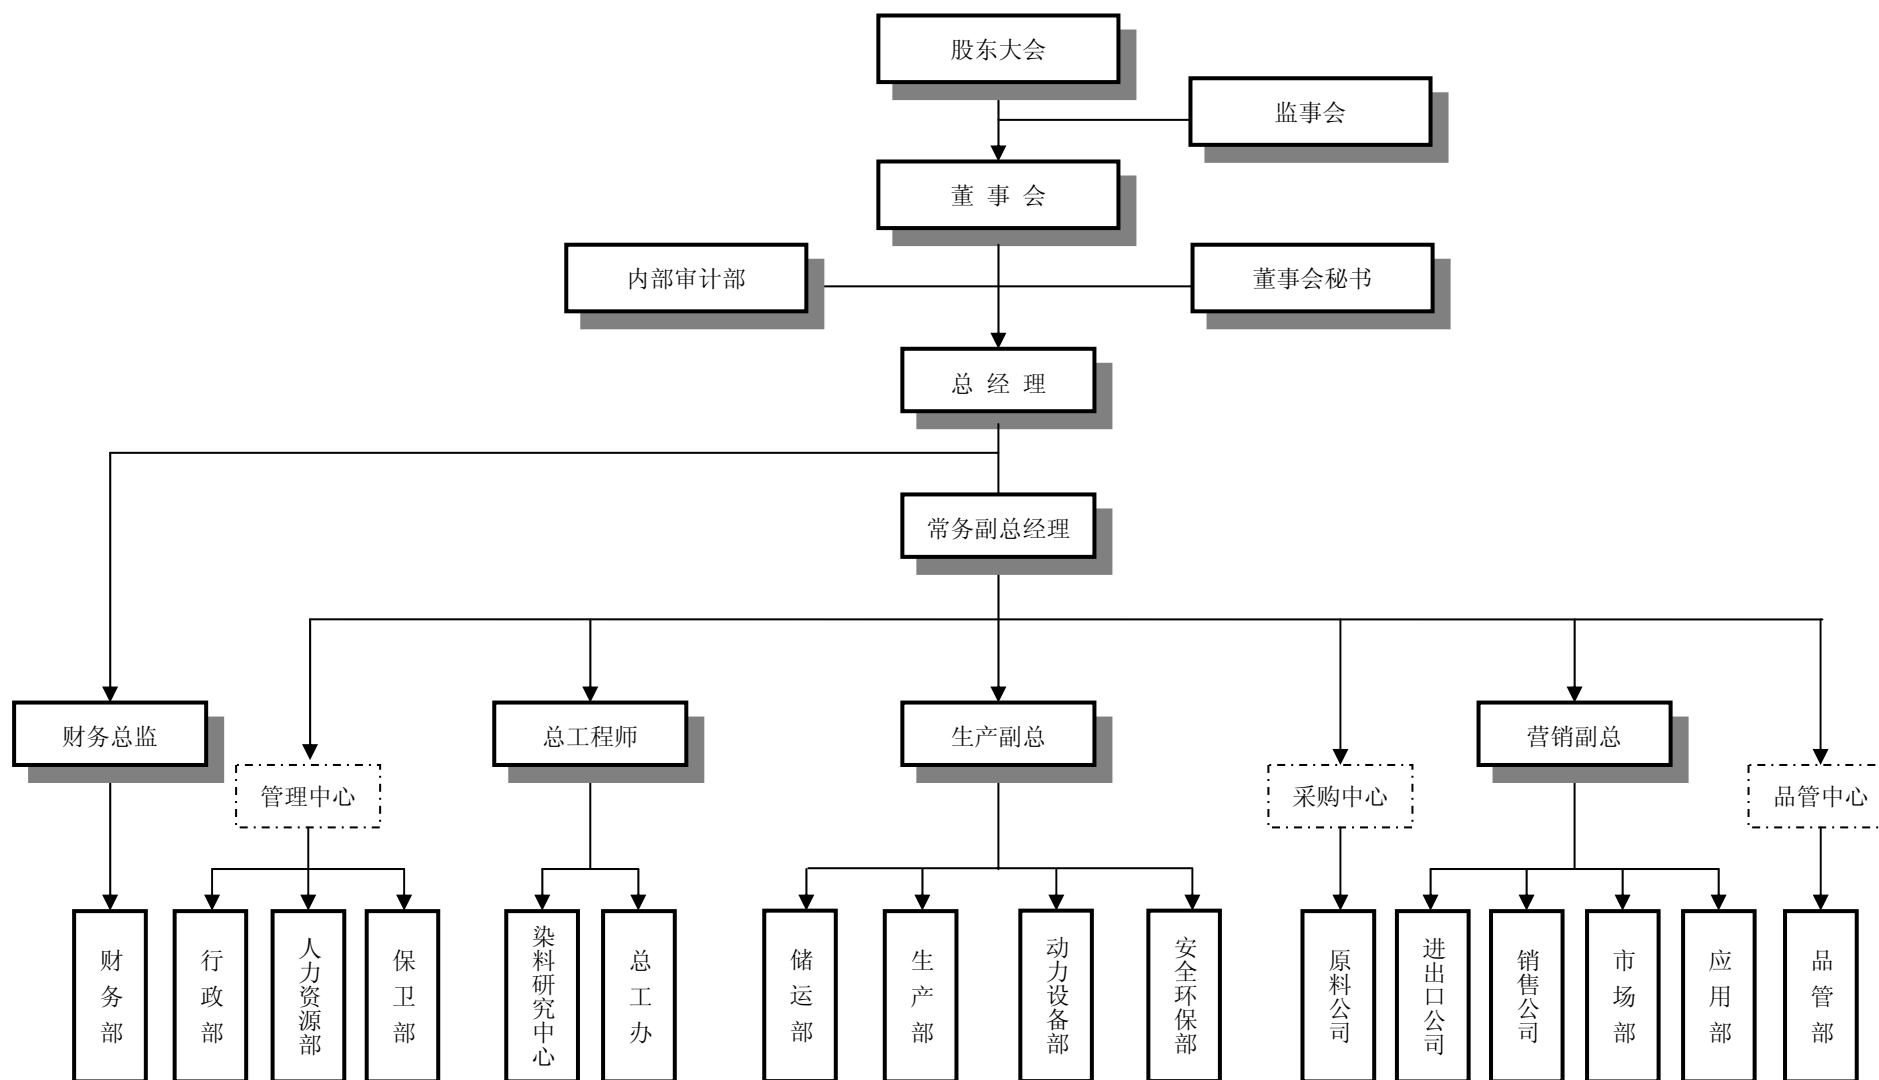 股东大会
监事会
董 事 会
内部审计部
董事会秘书
总 经 理
常务副总经理
财务总监
总工程师
生产副总
营销副总
管理中心
采购中心
品管中心
财务部
行政部
人力资源部
保卫部
染料研究中心
总工办
储运部
生产部
动力设备部
安全环保部
原料公司
进出口公司
销售公司
市场部
应用部
品管部